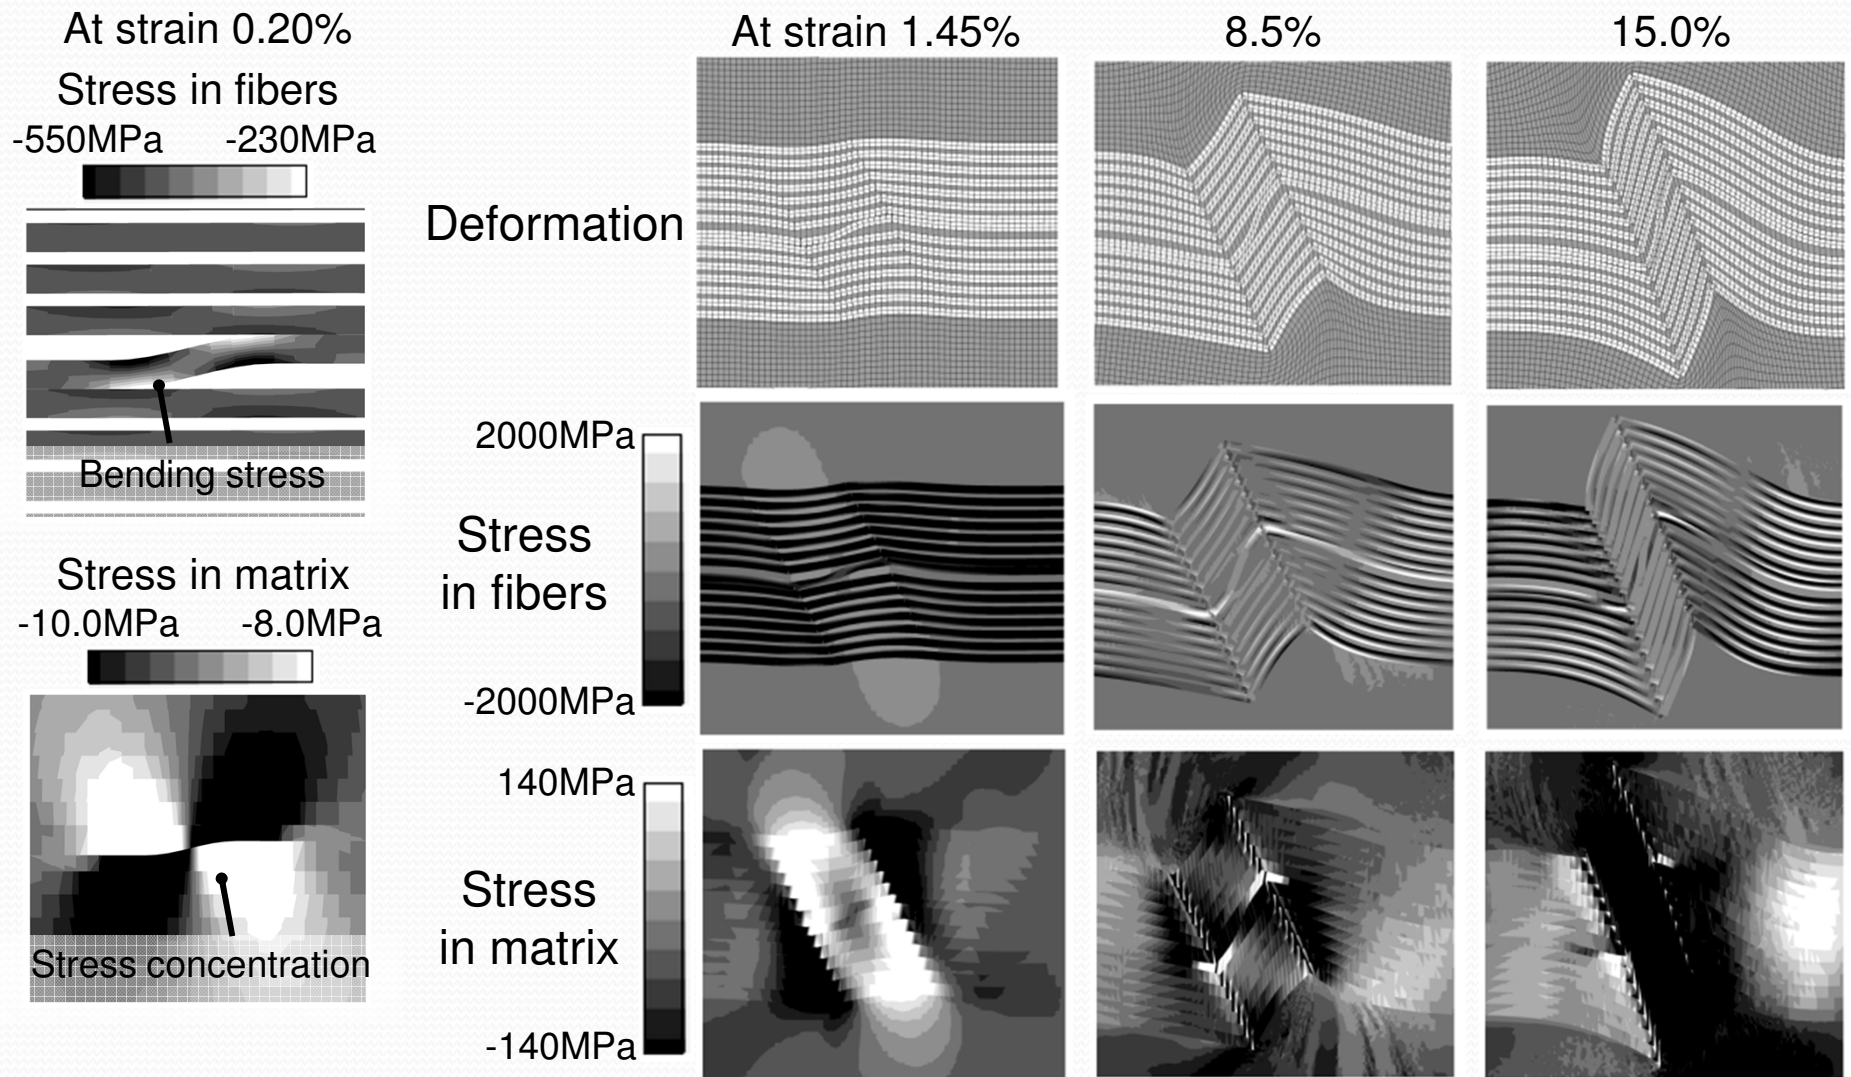 At strain 0.20%
Stress in fibers
-550MPa -230MPa
Bending stress
Stress in matrix
-10.0MPa -8.0MPa
Stress concentration
At strain 1.45% 8.5% 15.0%
Deformation
2000MPa
Stress
in fibers
-2000MPa
140MPa
Stress
in matrix
-140MPa